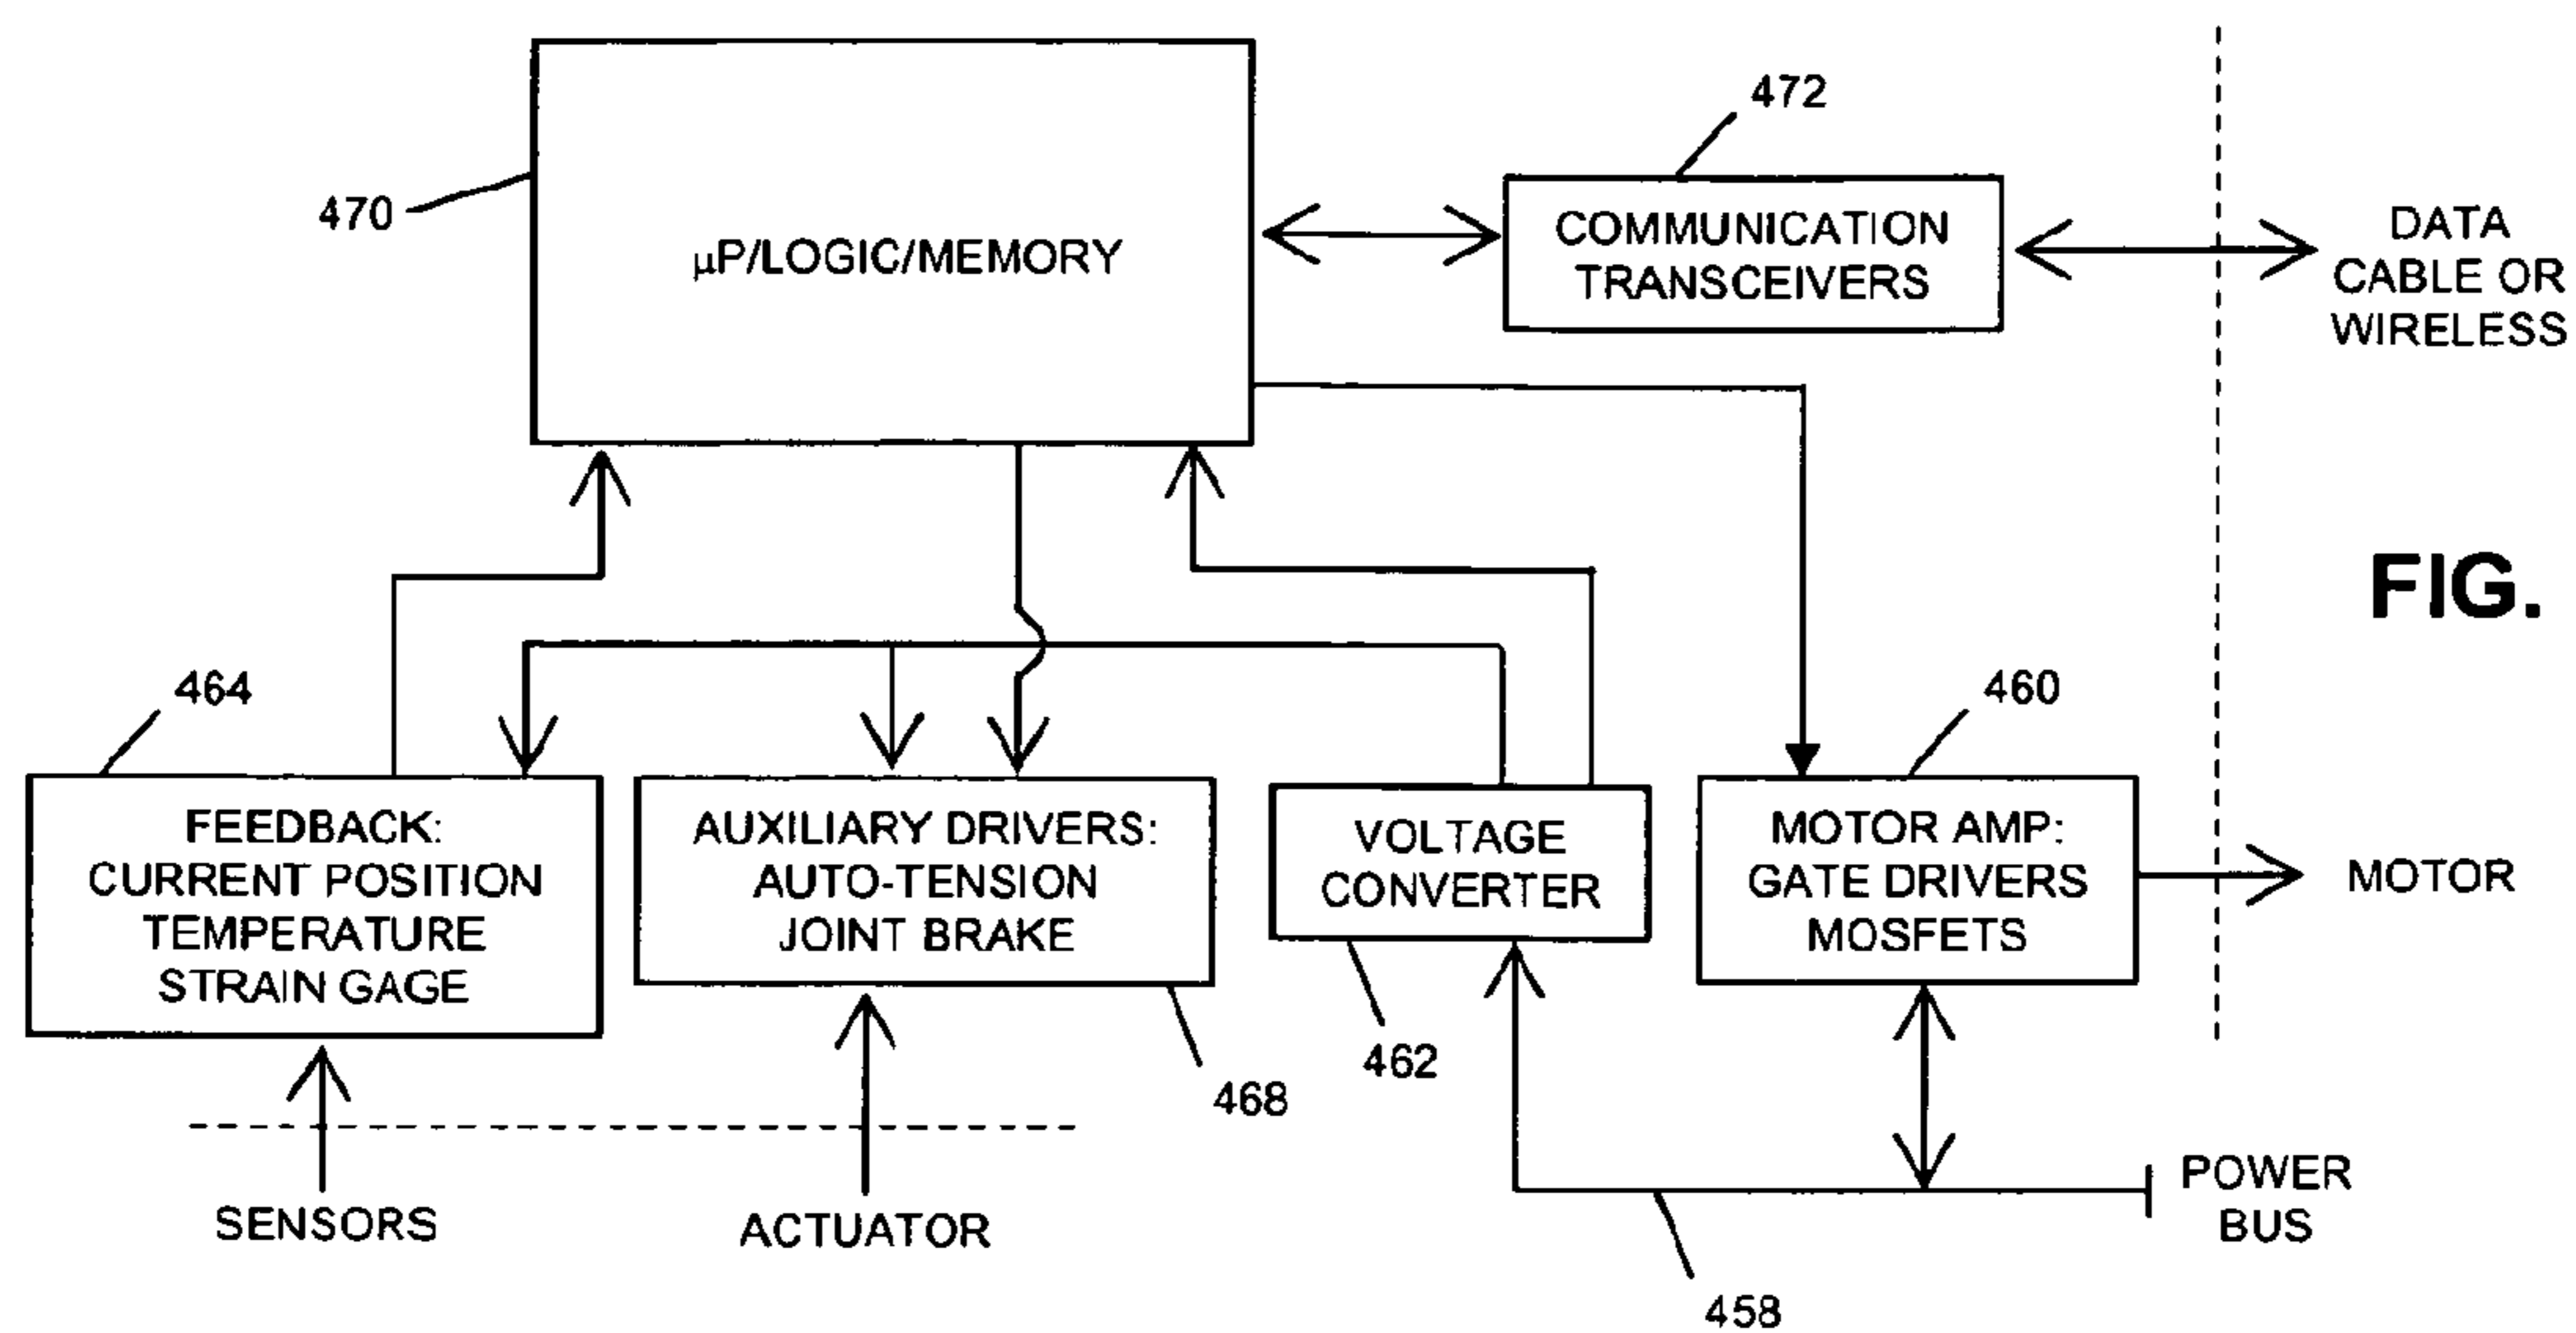 472
470
μP/LOGIC/MEMORY
COMMUNICATION
TRANSCEIVERS
DATA
CABLE OR
WIRELESS
FIG.
464
460
FEEDBACK:
CURRENT POSITION
TEMPERATURE
STRAIN GAGE
AUXILIARY DRIVERS:
AUTO-TENSION
JOINT BRAKE
VOLTAGE
CONVERTER
MOTOR AMP:
GATE DRIVERS
MOSFETS
MOTOR
462
468
SENSORS
ACTUATOR
POWER
BUS
458